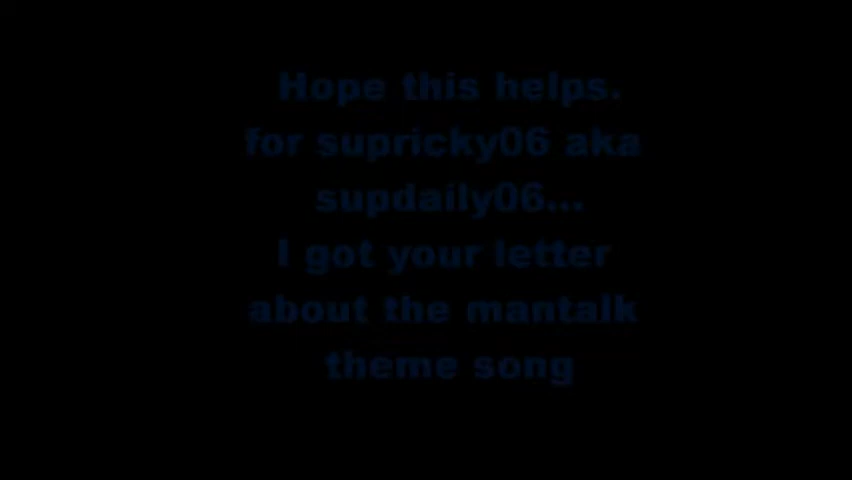 Hope this helps.
for supricky06 aka
supdaily06...
I got your letter
about the mantalk
theme song